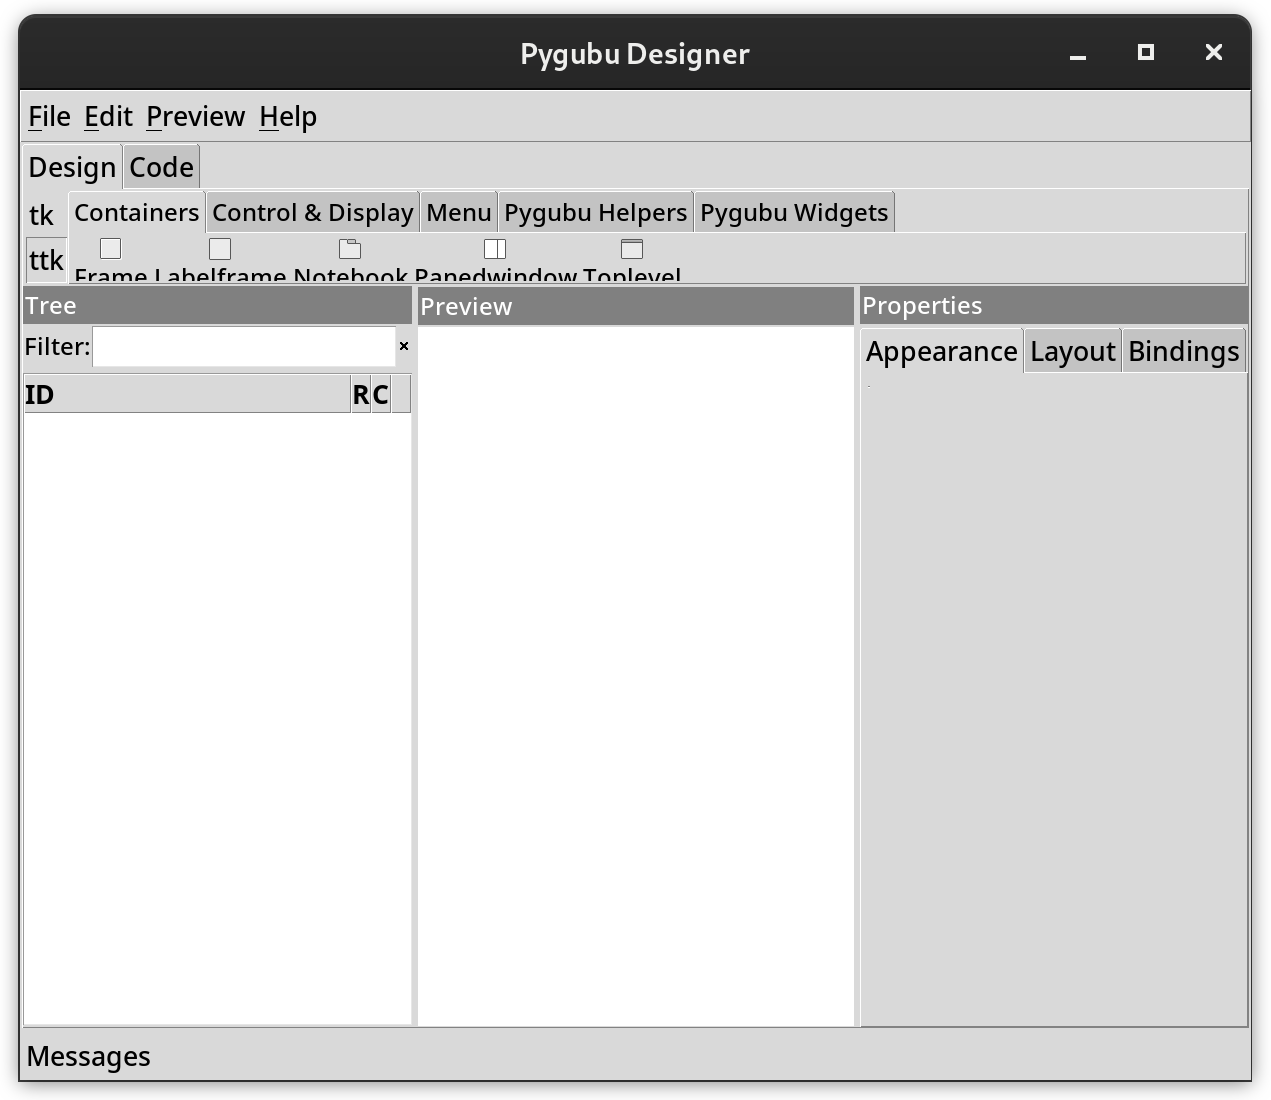 Pygubu Designer
File Edit Preview Help
Design Code
tk Containers Control & Display Menu Pygubu Helpers Pygubu Widgets
ttk
Frame Labelframe Notebook Panedwindow Toplevel
Tree Preview Properties
Filter: Appearance Layout Bindings
ID R C
Messages